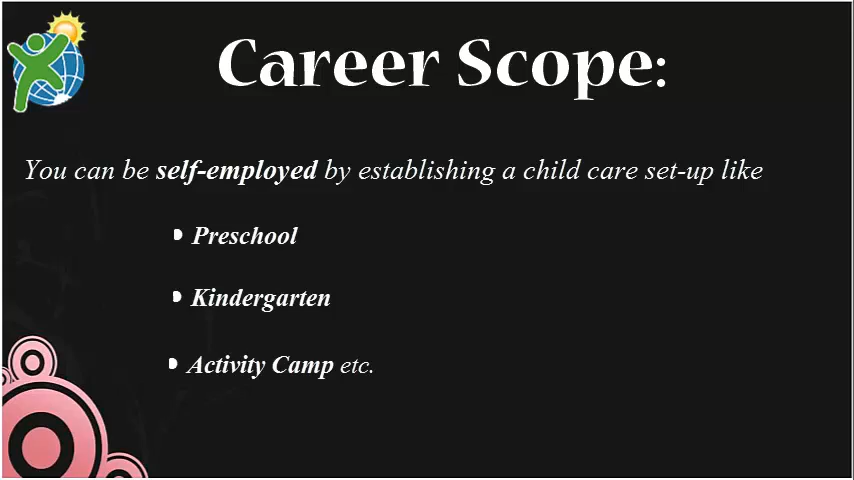 Career Scope:
You can be self-employed by establishing a child care set-up like
Preschool
Kindergarten
Activity Camp etc.